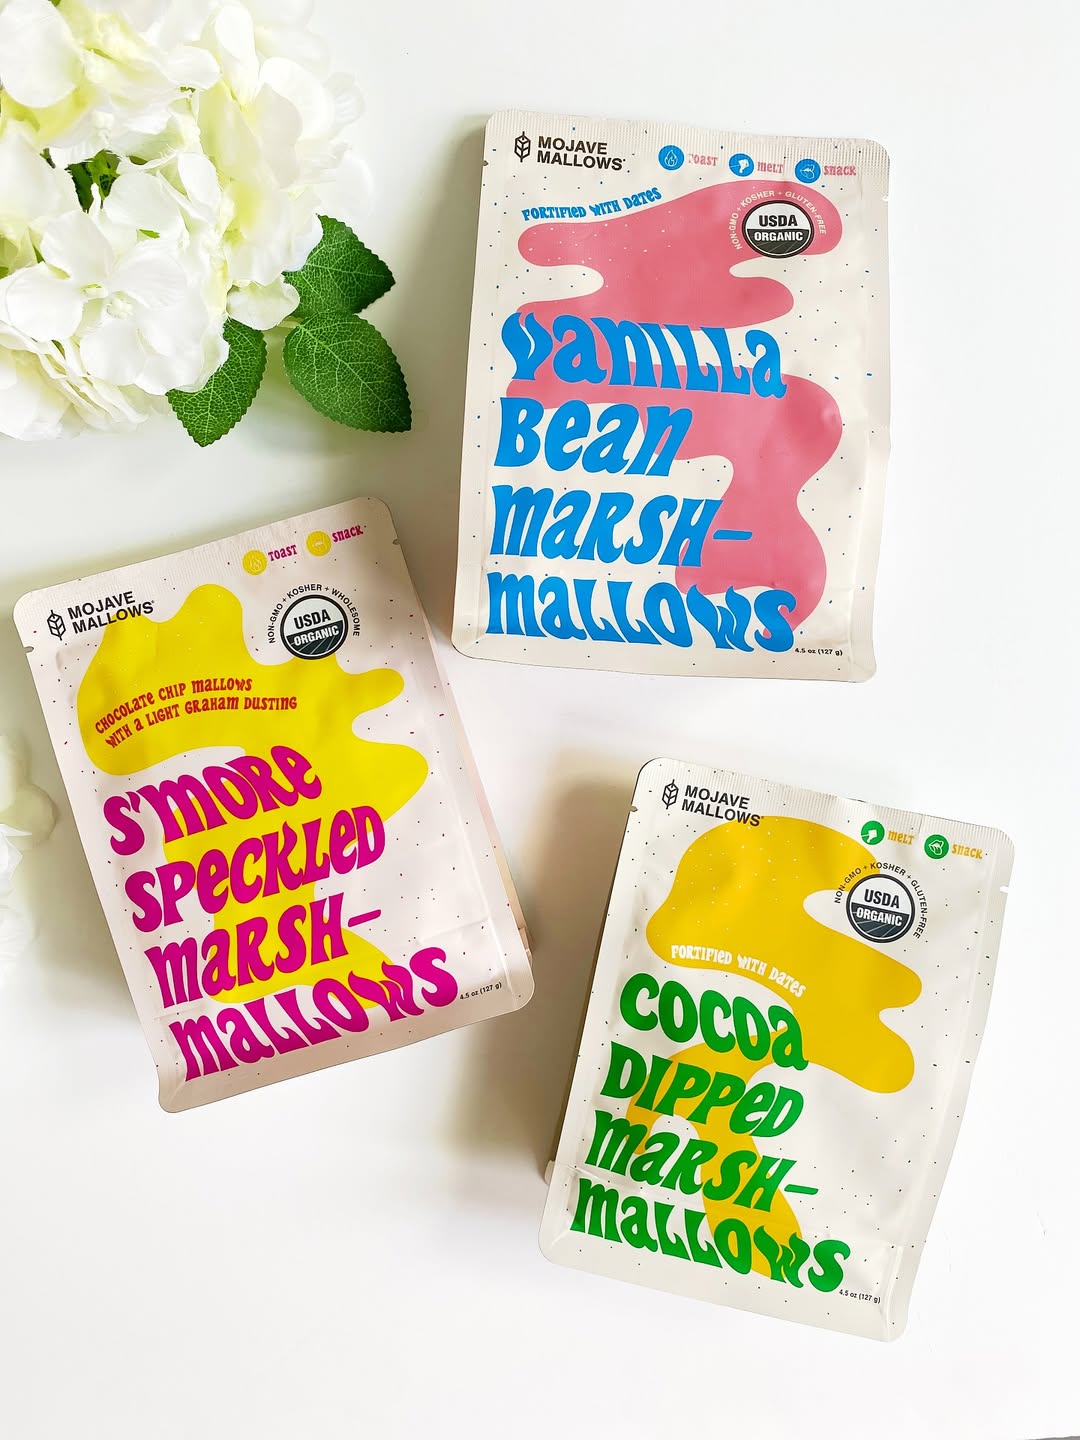 MOJAVE
MALLOWS
TOAST MELT SNACK
FORTIFIED WITH DATES
NON-GMO + KOSHER + GLUTEN-FREE
USDA
ORGANIC
Vanilla
Bean
Marsh-
mallows
4.5 oz (127 g)
TOAST SNACK
MOJAVE
MALLOWS
NON-GMO + KOSHER + WHOLESOME
USDA
ORGANIC
CHOCOLATE CHIP MALLOWS
WITH A LIGHT GRAHAM DUSTING
S'MORE
SPECKLED
MARSH-
MALLOWS
4.5 oz (127 g)
MOJAVE
MALLOWS
MELT SNACK
NON-GMO + KOSHER + GLUTEN-FREE
USDA
ORGANIC
FORTIFIED WITH DATES
COCOA
DIPPED
MARSH-
MALLOWS
4.5 oz (127 g)